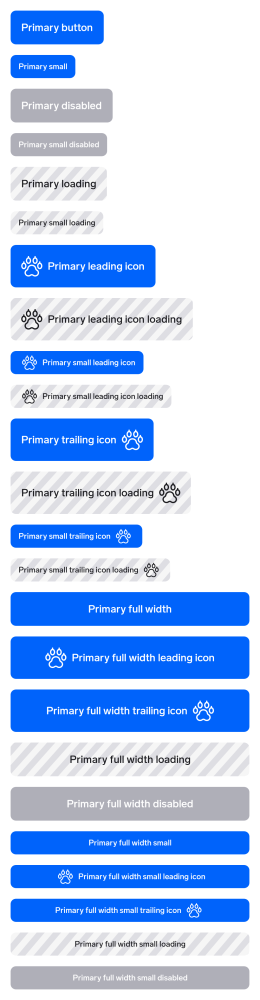 Primary button
Primary small
Primary disabled
Primary small disabled
Primary loading
Primary small loading
Primary leading icon
Primary leading icon loading
Primary small leading icon
Primary small leading icon loading
Primary trailing icon
Primary trailing icon loading
Primary small trailing icon
Primary small trailing icon loading
Primary full width
Primary full width leading icon
Primary full width trailing icon
Primary full width loading
Primary full width disabled
Primary full width small
Primary full width small leading icon
Primary full width small trailing icon
Primary full width small loading
Primary full width small disabled